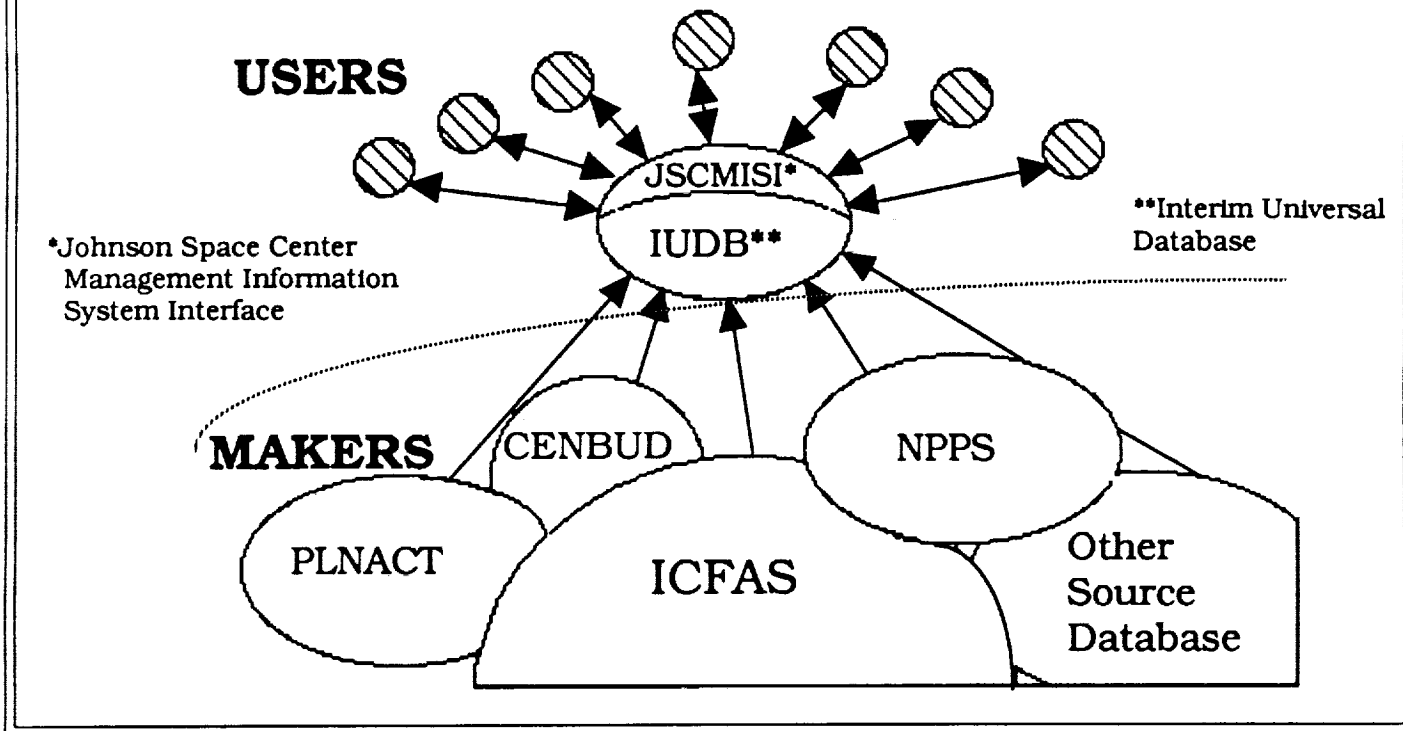 USERS
JSCMISI*
IUDB**
*Johnson Space Center
Management Information
System Interface
**Interim Universal
Database
MAKERS
CENBUD
NPPS
PLNACT
ICFAS
Other
Source
Database